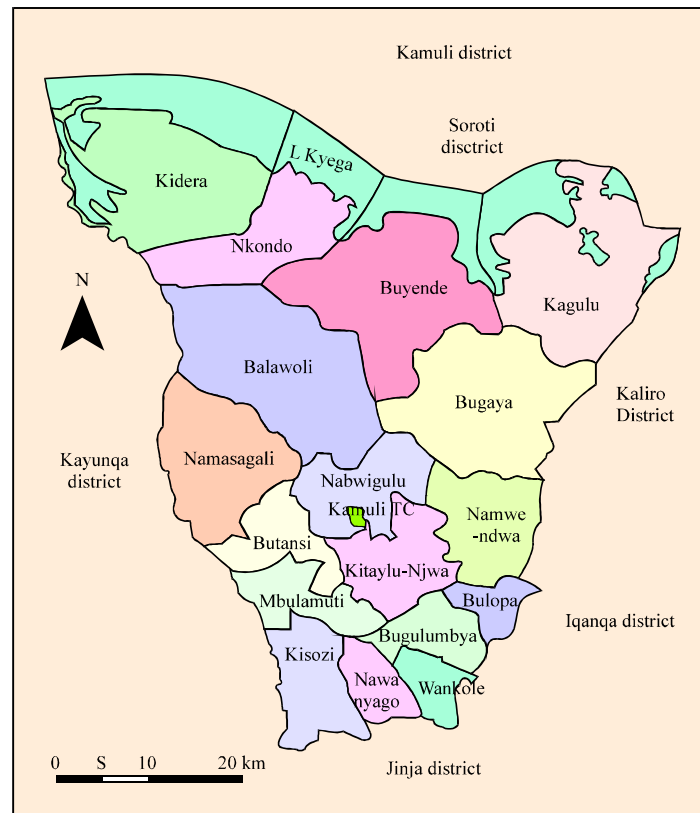 Kamuli district
Soroti
disctrict
L Kyega
Kidera
Nkondo
N
Buyende
Kagulu
Balawoli
Kaliro
District
Bugaya
Kayunqa
district
Namasagali
Nabwigulu
Kamuli TC
Namwe
-ndwa
Butansi
Kitaylu-Njwa
Mbulamuti
Bulopa
Iqanqa district
Bugulumbya
Kisozi
Nawa
nyago
Wankole
0 S 10 20 km
Jinja district